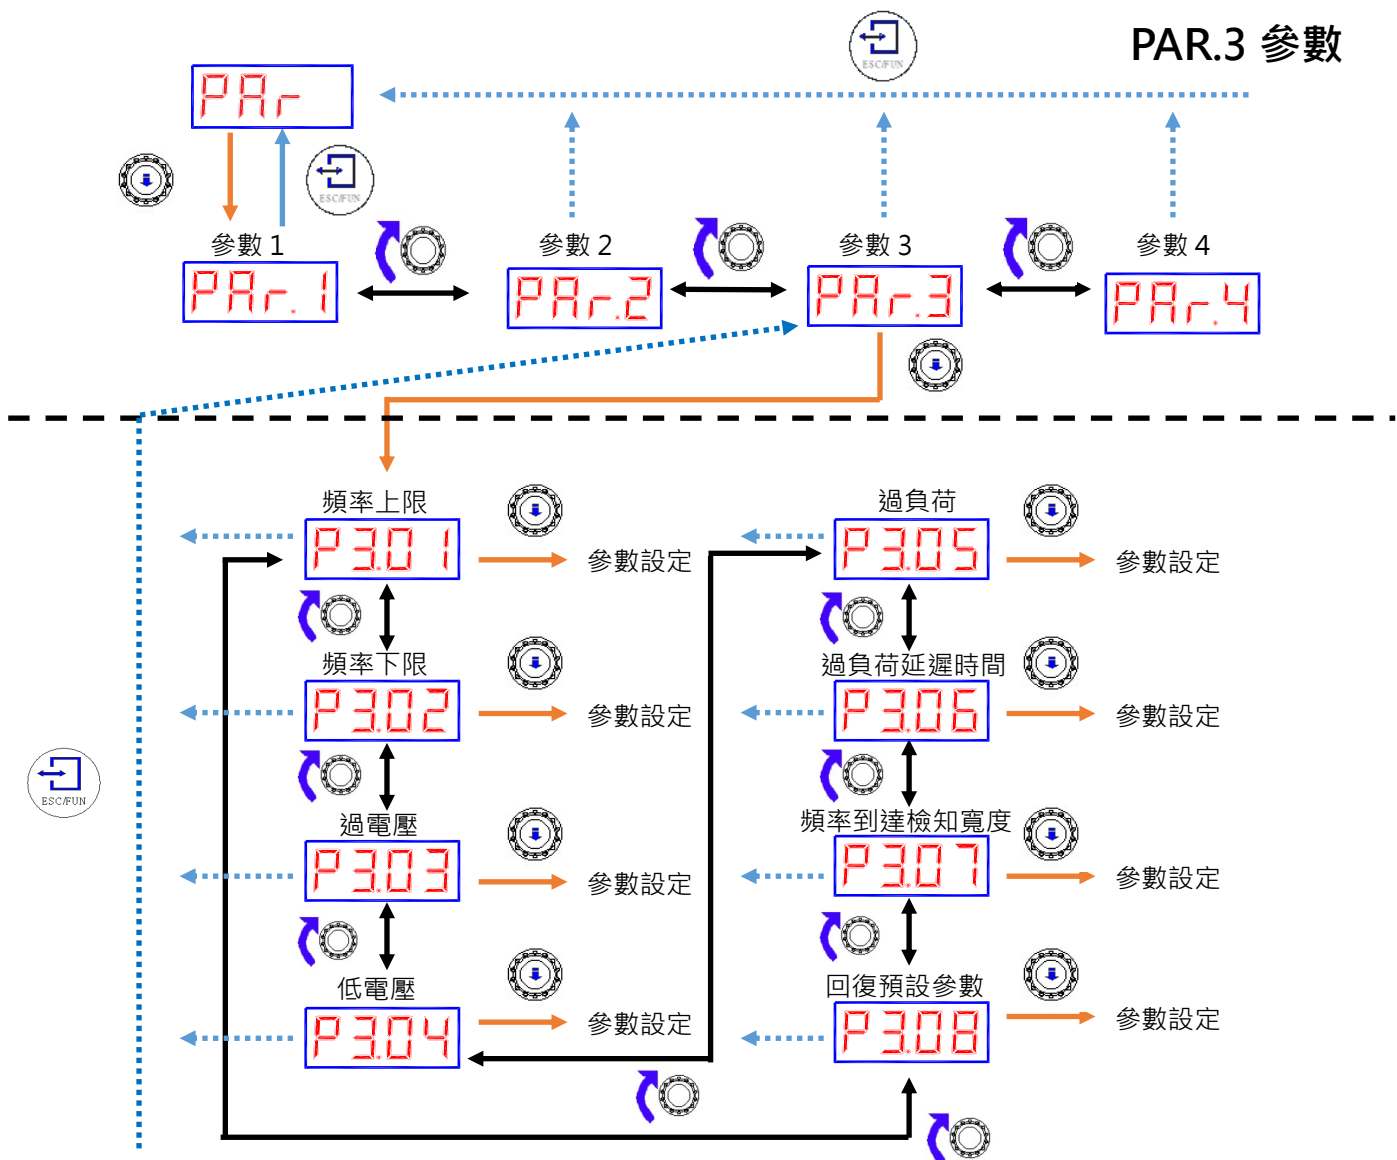 PAR.3 參數
ESC/FUN
PAr
ESC/FUN
參數 1
參數 2
參數 3
參數 4
PAr.1
PAr.2
PAr.3
PAr.4
頻率上限
P3.01
參數設定
頻率下限
P3.02
參數設定
過電壓
P3.03
參數設定
低電壓
P3.04
參數設定
ESC/FUN
過負荷
P3.05
參數設定
過負荷延遲時間
P3.06
參數設定
頻率到達檢知寬度
P3.07
參數設定
回復預設參數
P3.08
參數設定